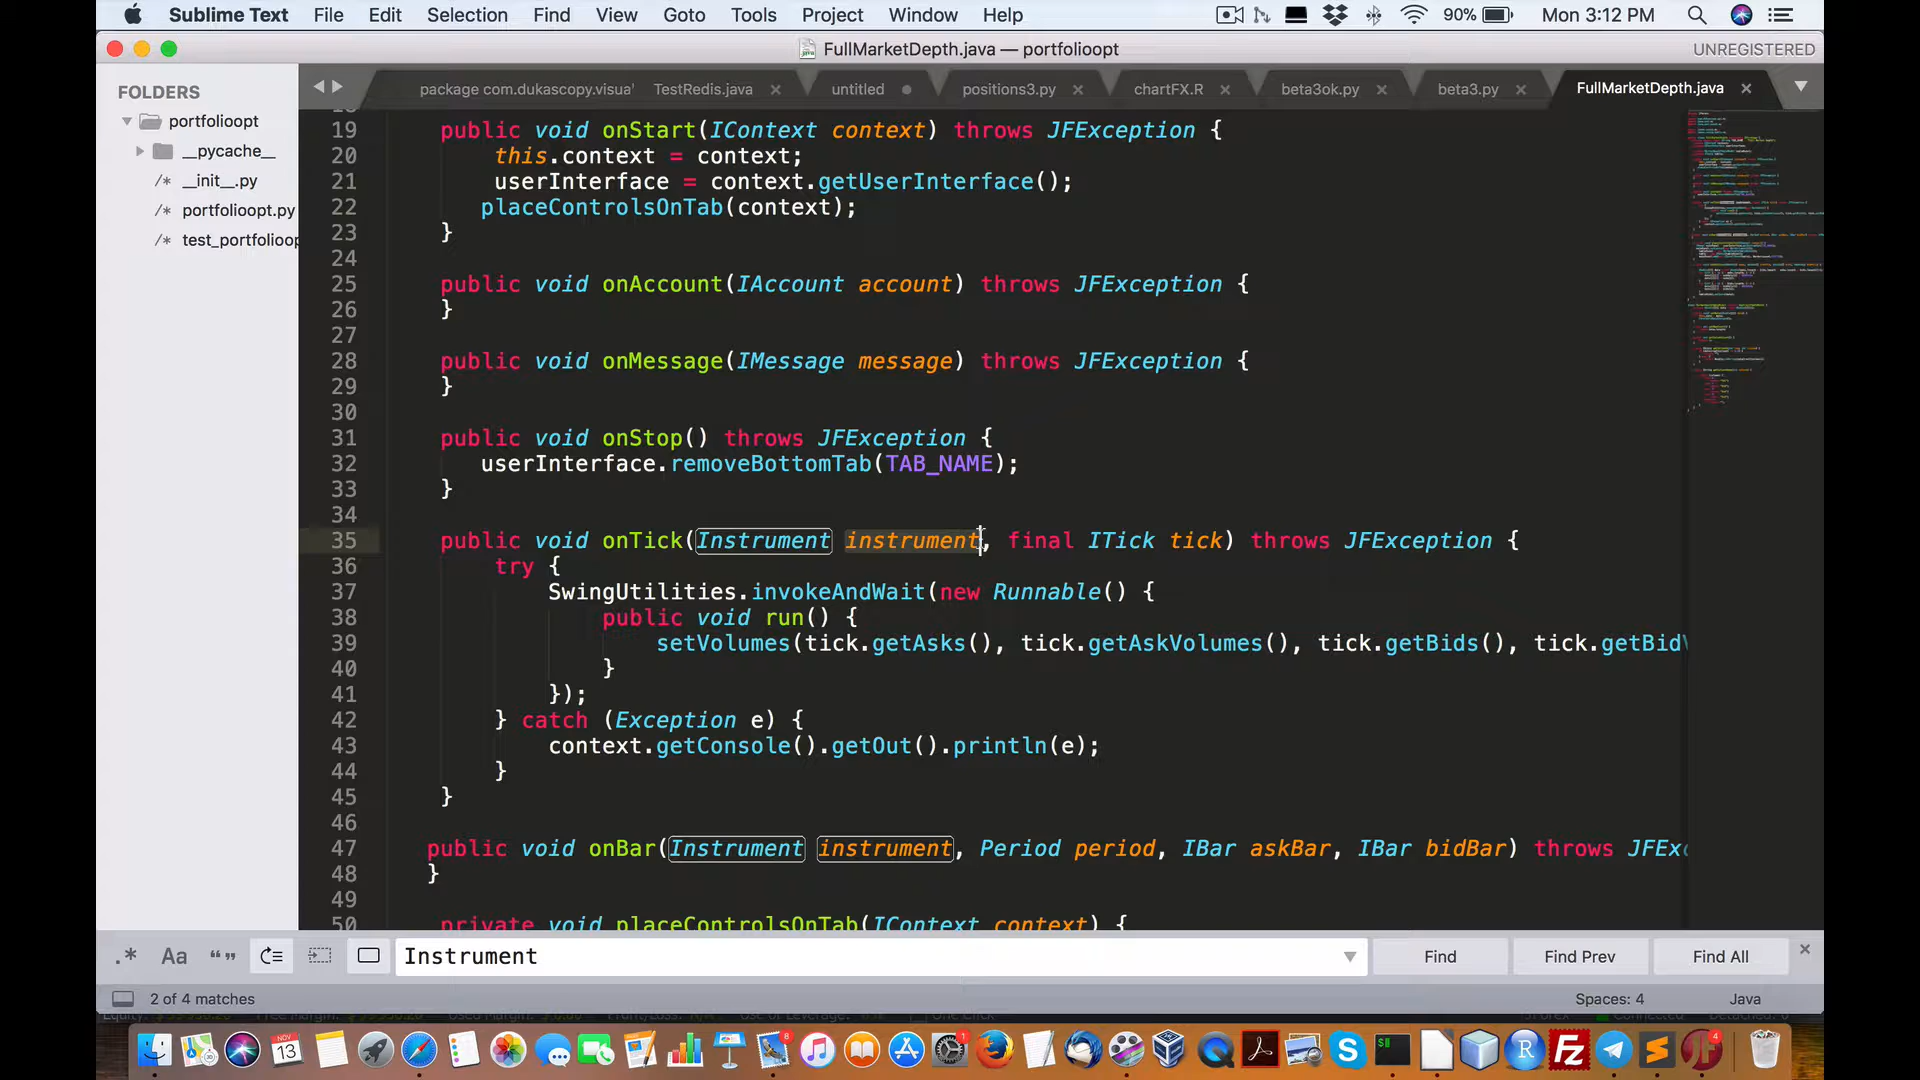 Sublime Text File Edit Selection Find View Goto Tools Project Window Help 90% Mon 3:12 PM
FullMarketDepth.java — portfolioopt UNREGISTERED
FOLDERS
portfolioopt
__pycache__
/* __init__.py
/* portfolioopt.py
/* test_portfolioop
package com.dukascopy.visua' TestRedis.java untitled positions3.py chartFX.R beta3ok.py beta3.py FullMarketDepth.java
19 public void onStart(IContext context) throws JFException {
20 this.context = context;
21 userInterface = context.getUserInterface();
22 placeControlsOnTab(context);
23 }
24
25 public void onAccount(IAccount account) throws JFException {
26 }
27
28 public void onMessage(IMessage message) throws JFException {
29 }
30
31 public void onStop() throws JFException {
32 userInterface.removeBottomTab(TAB_NAME);
33 }
34
35 public void onTick(Instrument instrument, final ITick tick) throws JFException {
36 try {
37 SwingUtilities.invokeAndWait(new Runnable() {
38 public void run() {
39 setVolumes(tick.getAsks(), tick.getAskVolumes(), tick.getBids(), tick.getBidV
40 }
41 });
42 } catch (Exception e) {
43 context.getConsole().getOut().println(e);
44 }
45 }
46
47 public void onBar(Instrument instrument, Period period, IBar askBar, IBar bidBar) throws JFEx
48 }
49
50 private void placeControlsOnTab(IContext context) {
.* Aa “” Instrument Find Find Prev Find All
2 of 4 matches Spaces: 4 Java
NOV
13